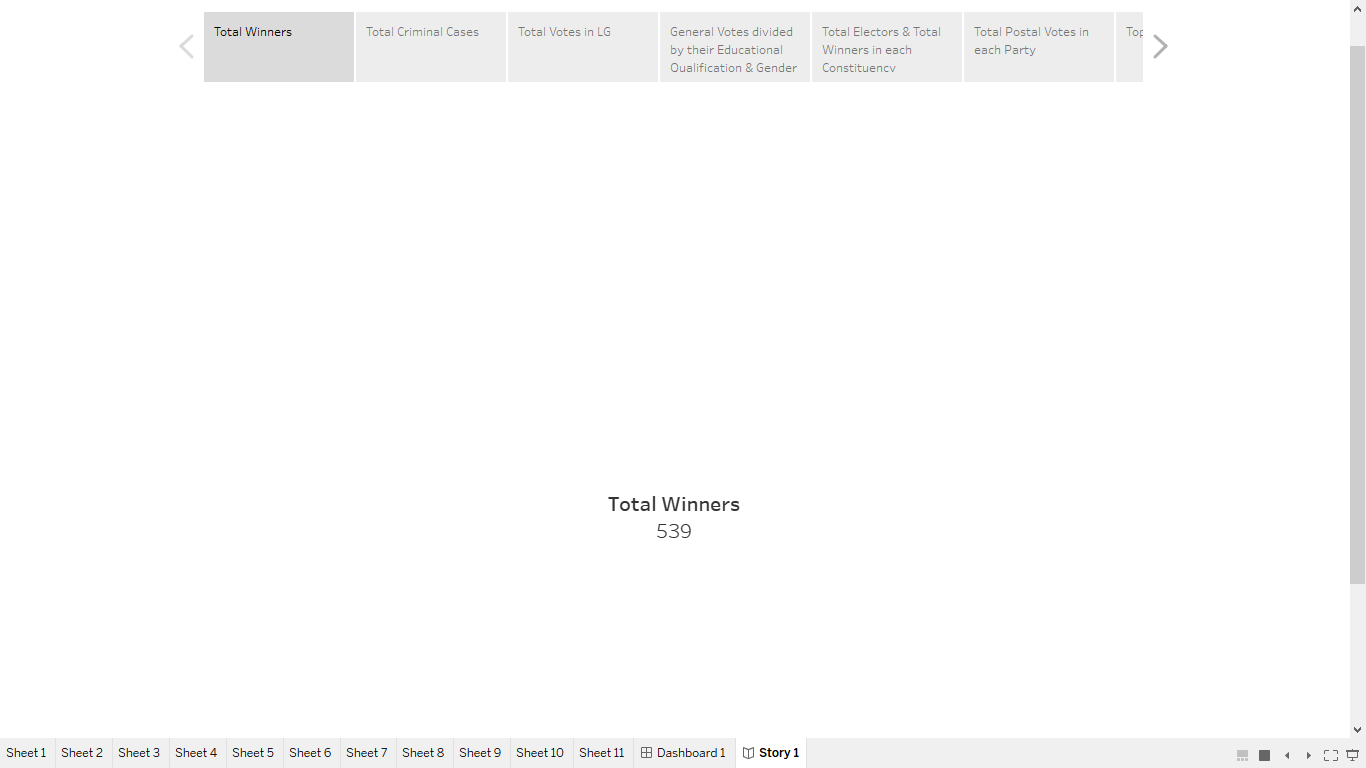 Total Winners
Total Criminal Cases
Total Votes in LG
General Votes divided
by their Educational
Qualification & Gender
Total Electors & Total
Winners in each
Constituency
Total Postal Votes in
each Party
Total Winners
539
Sheet 1
Sheet 2
Sheet 3
Sheet 4
Sheet 5
Sheet 6
Sheet 7
Sheet 8
Sheet 9
Sheet 10
Sheet 11
Dashboard 1
Story 1